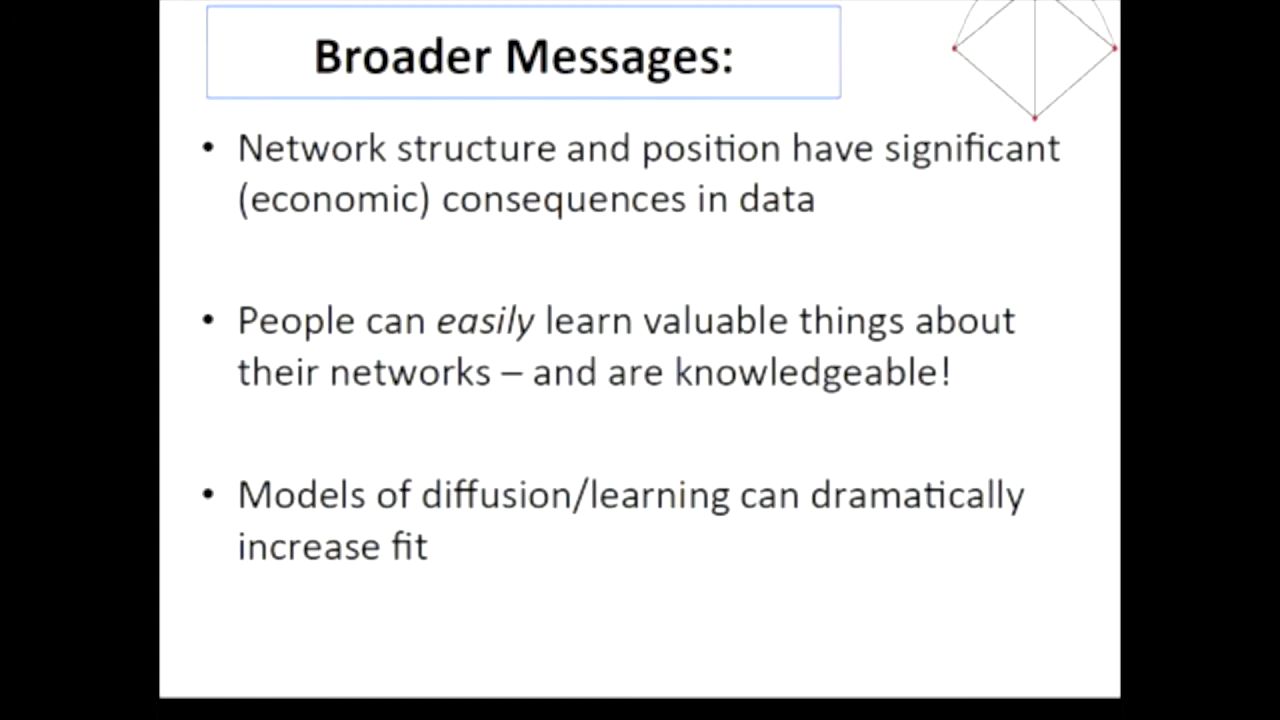 Broader Messages:
• Network structure and position have significant
(economic) consequences in data
• People can easily learn valuable things about
their networks – and are knowledgeable!
• Models of diffusion/learning can dramatically
increase fit